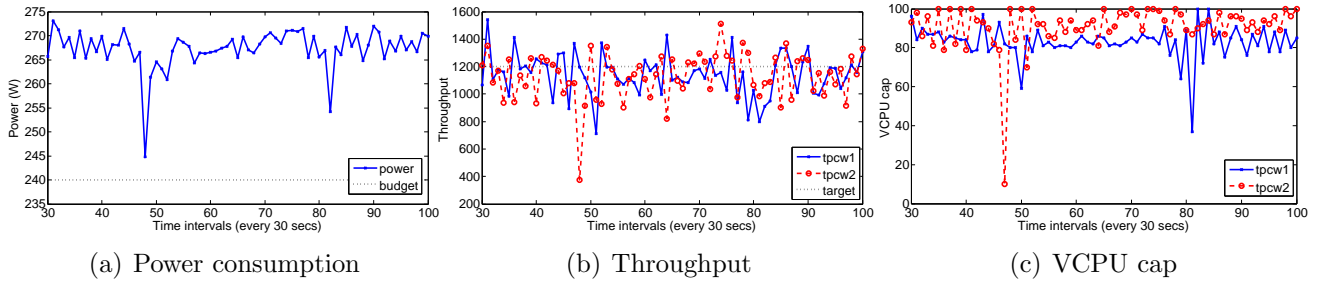 275
270
265
260
255
250
245
240
235
Power (W)
power
budget
30 40 50 60 70 80 90 100
Time intervals (every 30 secs)
(a) Power consumption
1600
1400
1200
1000
800
600
400
200
Throughput
tpcw1
tpcw2
target
30 40 50 60 70 80 90 100
Time intervals (every 30 secs)
(b) Throughput
100
80
60
40
20
0
VCPU cap
tpcw1
tpcw2
30 40 50 60 70 80 90 100
Time intervals (every 30 secs)
(c) VCPU cap